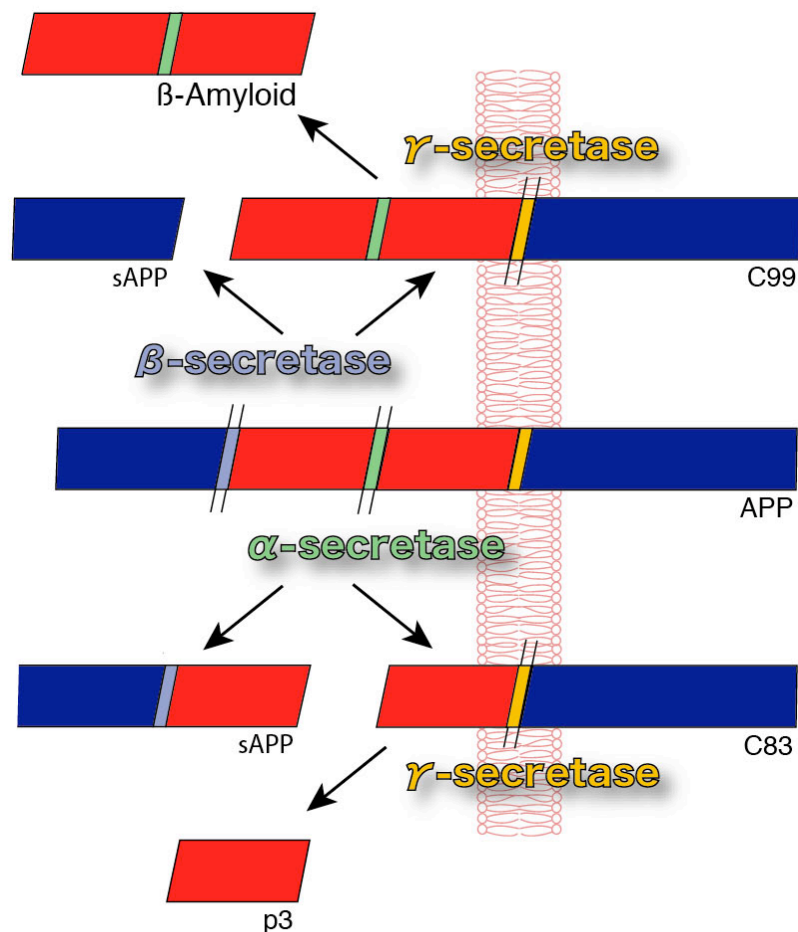 ß-Amyloid
γ-secretase
sAPP
C99
β-secretase
APP
α-secretase
sAPP
C83
γ-secretase
p3